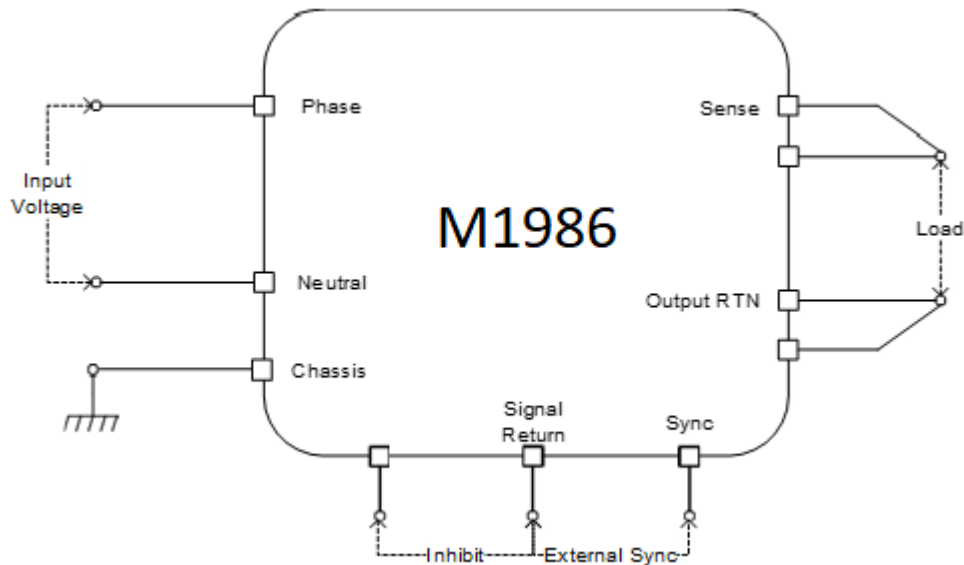 Phase
Sense
Input
Voltage
M1986
Load
Neutral
Output RTN
Chassis
Signal
Return
Sync
Inhibit
External Sync